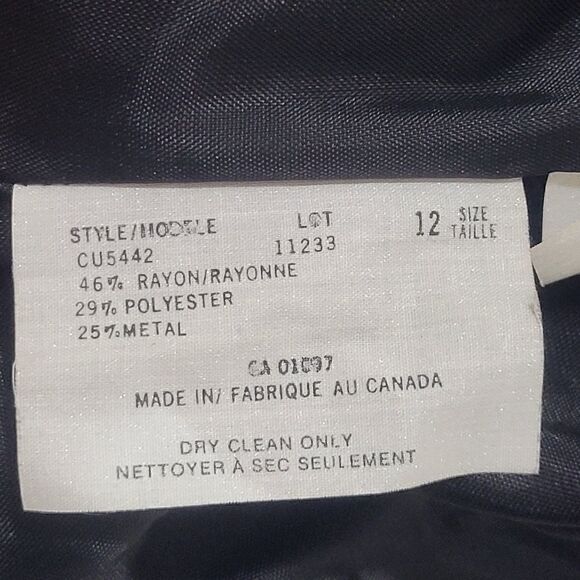 STYLE/MODELE LOT 12 SIZE TAILLE
CU5442 11233
46% RAYON/RAYONNE
29% POLYESTER
25% METAL
CA 01097
MADE IN/ FABRIQUE AU CANADA
DRY CLEAN ONLY
NETTOYER À SEC SEULEMENT